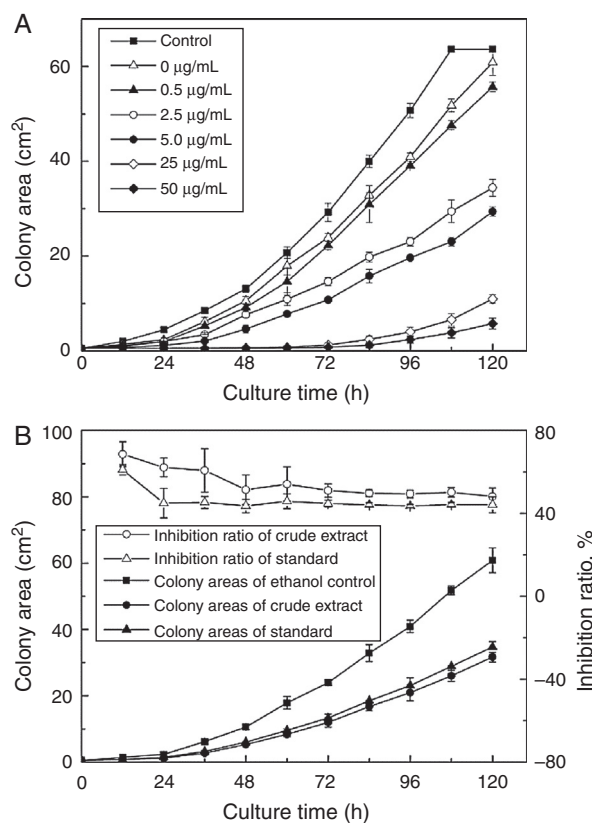 A
Control
0 μg/mL
0.5 μg/mL
2.5 μg/mL
5.0 μg/mL
25 μg/mL
50 μg/mL
Colony area (cm²)
60
40
20
0
0 24 48 72 96 120
Culture time (h)
B
100
80
60
40
20
0
Colony area (cm²)
Inhibition ratio of crude extract
Inhibition ratio of standard
Colony areas of ethanol control
Colony areas of crude extract
Colony areas of standard
80
40
0
−40
−80
Inhibition ratio, %
0 24 48 72 96 120
Culture time (h)